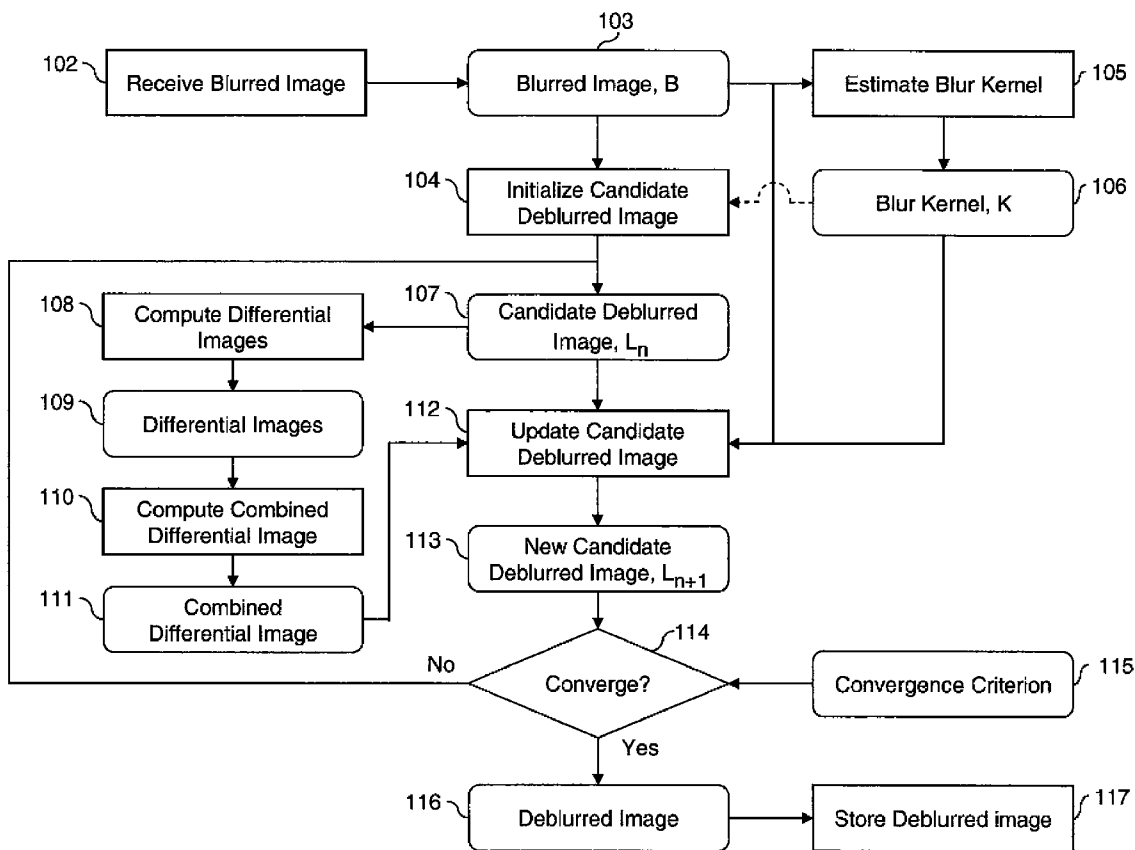 103
102
Receive Blurred Image
Blurred Image, B
Estimate Blur Kernel
105
104
Initialize Candidate
Deblurred Image
Blur Kernel, K
106
107
Candidate Deblurred
Image, Ln
108
Compute Differential
Images
109
Differential Images
112
Update Candidate
Deblurred Image
110
Compute Combined
Differential Image
113
New Candidate
Deblurred Image, Ln+1
111
Combined
Differential Image
114
No
Converge?
Convergence Criterion
115
Yes
116
Deblurred Image
Store Deblurred image
117